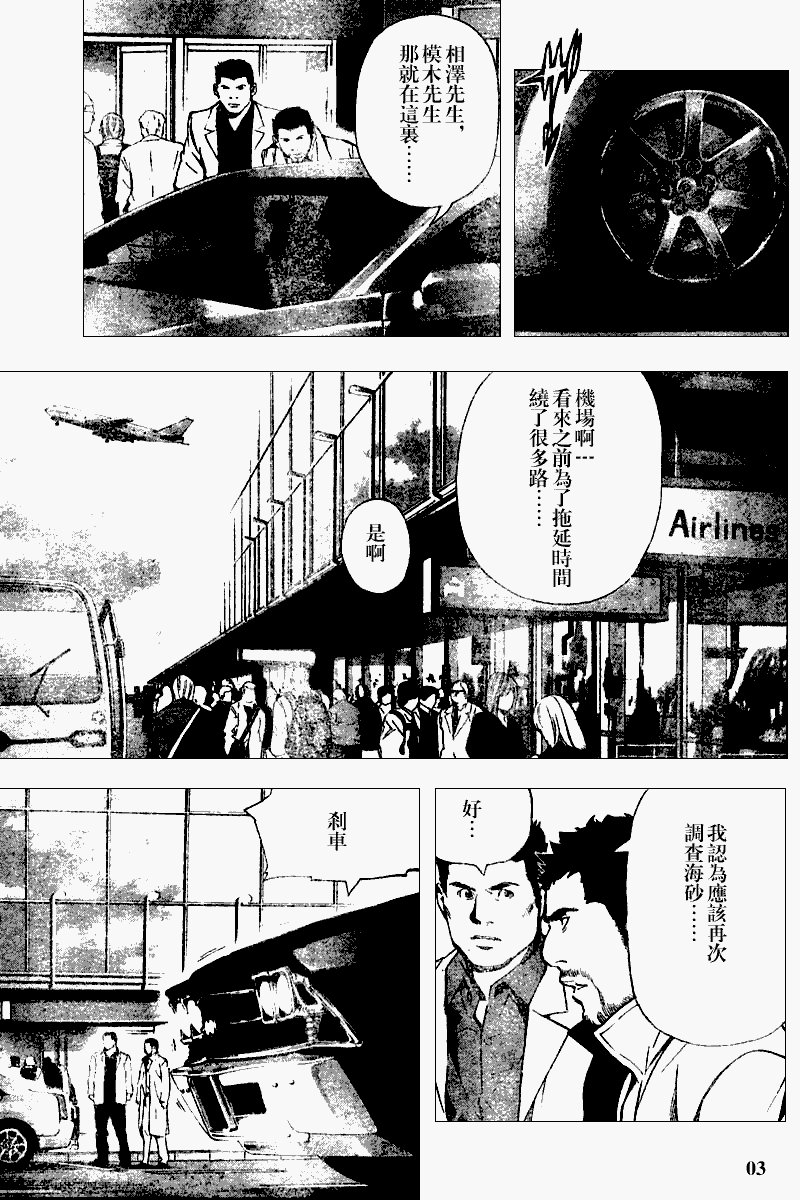 相澤先生，
模木先生
那就在這裏……
機場啊---
看來之前為了拖延時間
繞了很多路……
是啊
Airlines
我認為應該再次
調查海砂……
好…
刹車
03